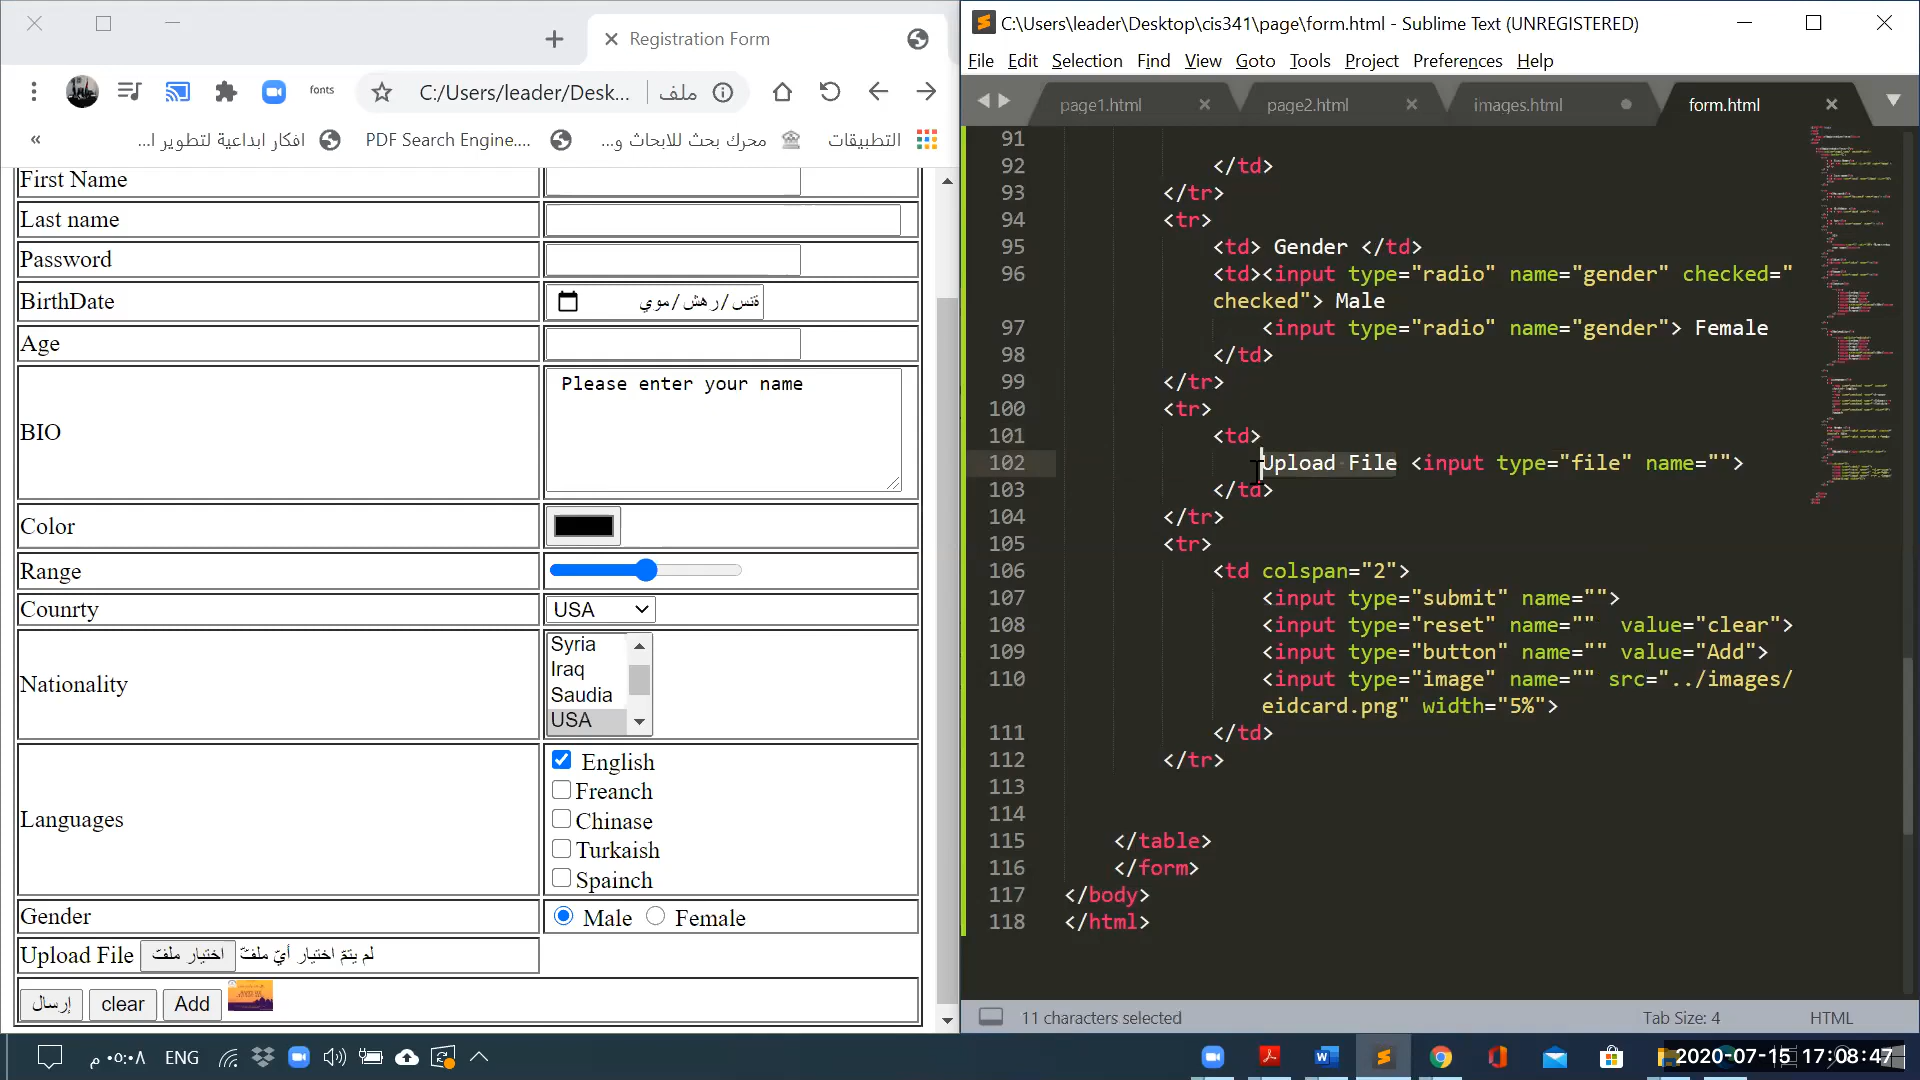 Registration Form
fonts
C:/Users/leader/Desk...
ملف
افكار ابداعية لتطوير ا...
PDF Search Engine....
محرك بحث للابحاث و...
التطبيقات
First Name
Last name
Password
BirthDate
Age
Please enter your name
BIO
Color
Range
Counrty
USA
Syria
Iraq
Saudia
USA
Nationality
English
Freanch
Chinase
Turkaish
Spainch
Languages
Gender
Male
Female
Upload File
اختيار ملف
لم يتمّ اختيار أيّ ملفّ
إرسال
clear
Add
C:\Users\leader\Desktop\cis341\page\form.html - Sublime Text (UNREGISTERED)
File Edit Selection Find View Goto Tools Project Preferences Help
page1.html
page2.html
images.html
form.html
91
92 </td>
93 </tr>
94 <tr>
95 <td> Gender </td>
96 <td><input type="radio" name="gender" checked="
checked"> Male
97 <input type="radio" name="gender"> Female
98 </td>
99 </tr>
100 <tr>
101 <td>
102 Upload File <input type="file" name="">
103 </td>
104 </tr>
105 <tr>
106 <td colspan="2">
107 <input type="submit" name="">
108 <input type="reset" name=""  value="clear">
109 <input type="button" name="" value="Add">
110 <input type="image" name="" src="../images/
eidcard.png" width="5%">
111 </td>
112 </tr>
113
114
115 </table>
116 </form>
117 </body>
118 </html>
11 characters selected
Tab Size: 4
HTML
٠٥:٠٨ م
ENG
2020-07-15 17:08:47